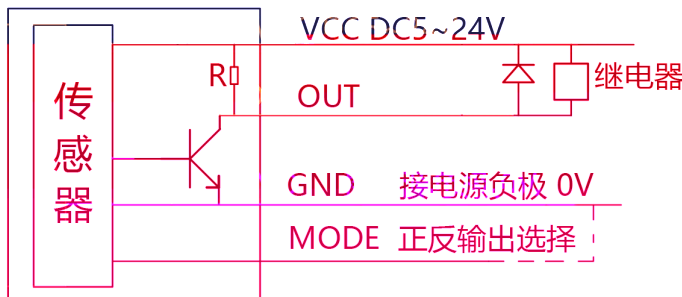 VCC DC5~24V
R
继电器
OUT
传感器
GND 接电源负极 0V
MODE 正反输出选择